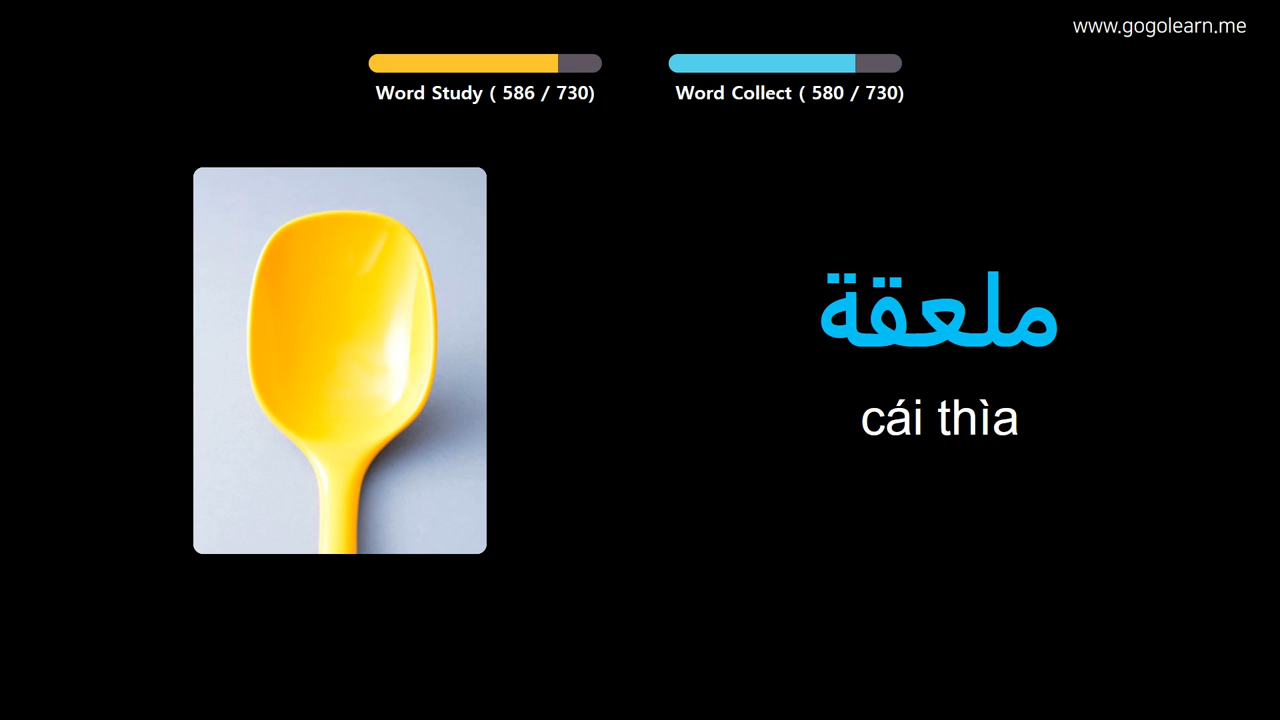 www.gogolearn.me
Word Study ( 586 / 730)
Word Collect ( 580 / 730)
ملعقة
cái thìa